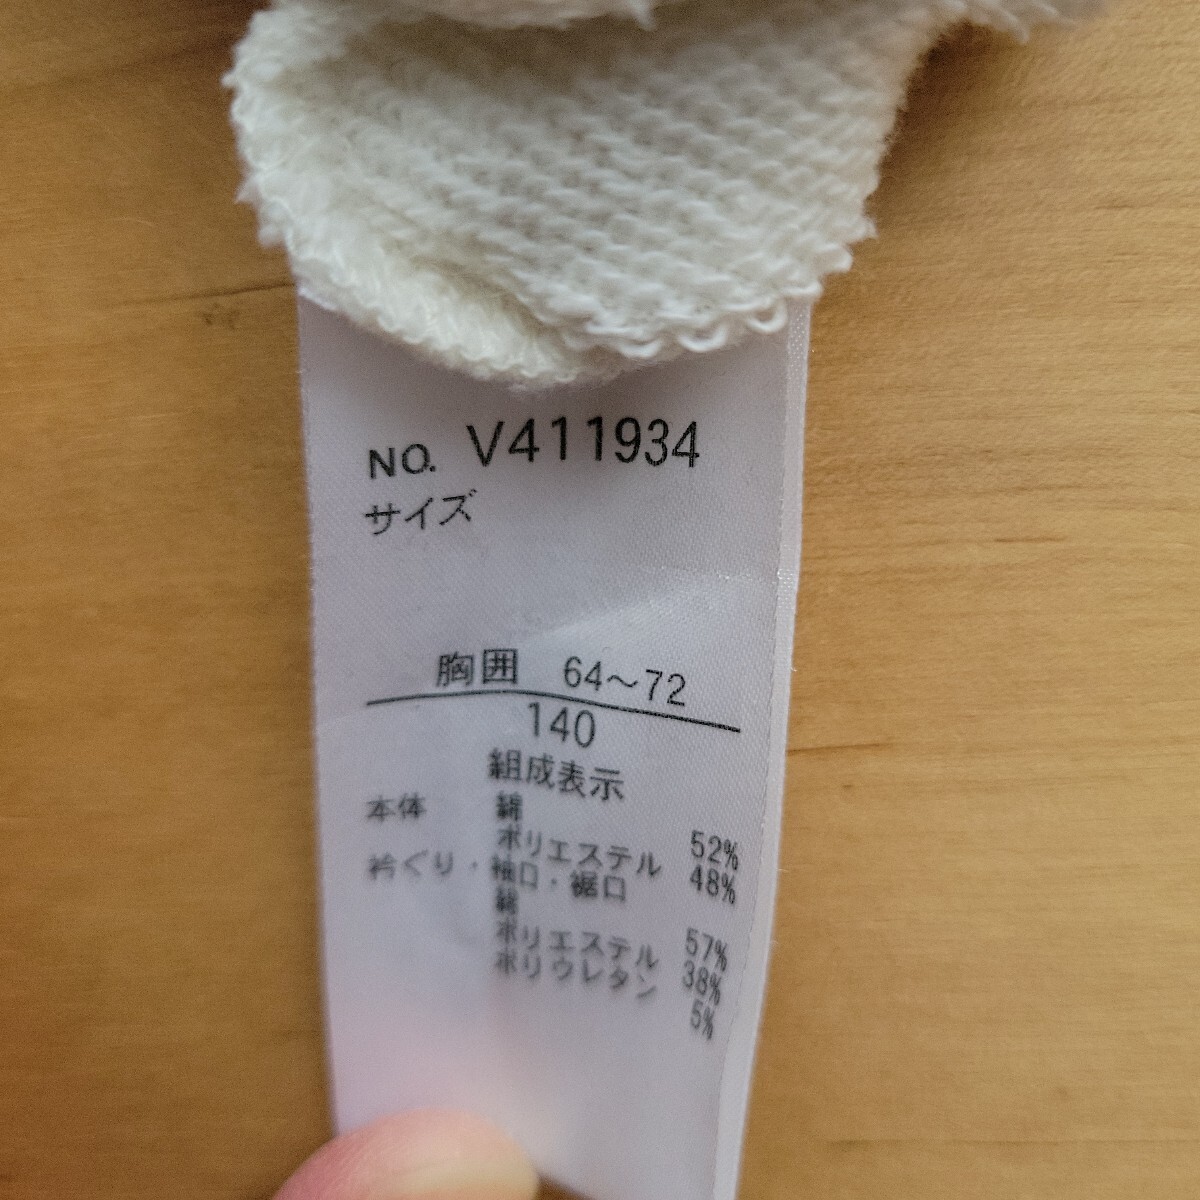 NO. V411934
サイズ
胸囲 64～72
140
組成表示
本体 綿 52%
ポリエステル 48%
衿ぐり・袖口・裾口
綿 57%
ポリエステル 38%
ポリウレタン 5%